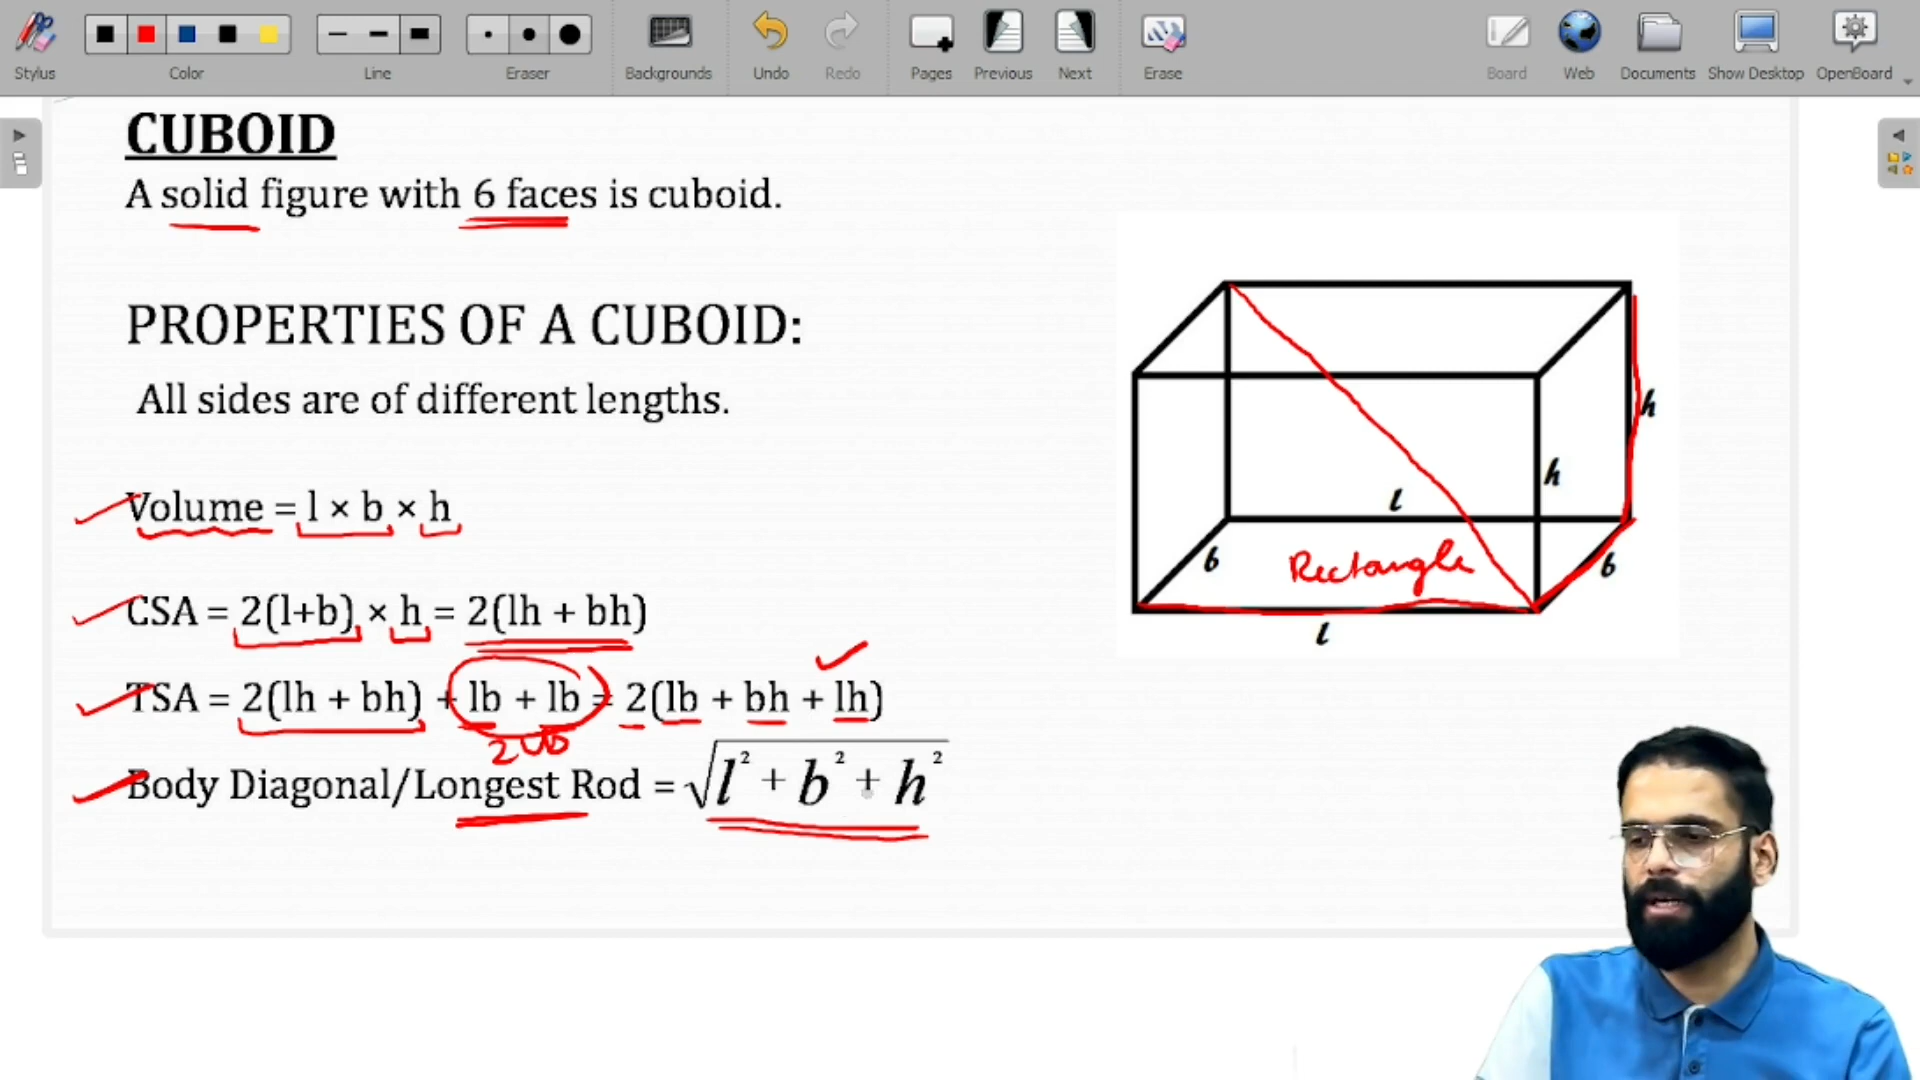 Stylus
Color
Line
Eraser
Backgrounds
Undo
Redo
Pages
Previous
Next
Erase
Board
Web
Documents
Show Desktop
OpenBoard
CUBOID
A solid figure with 6 faces is cuboid.
PROPERTIES OF A CUBOID:
All sides are of different lengths.
Volume = l × b × h
CSA = 2(l+b) × h = 2(lh + bh)
TSA = 2(lh + bh) + lb + lb = 2(lb + bh + lh)
2lb
Body Diagonal/Longest Rod = √l² + b² + h²
h
h
l
b
Rectangle
b
l